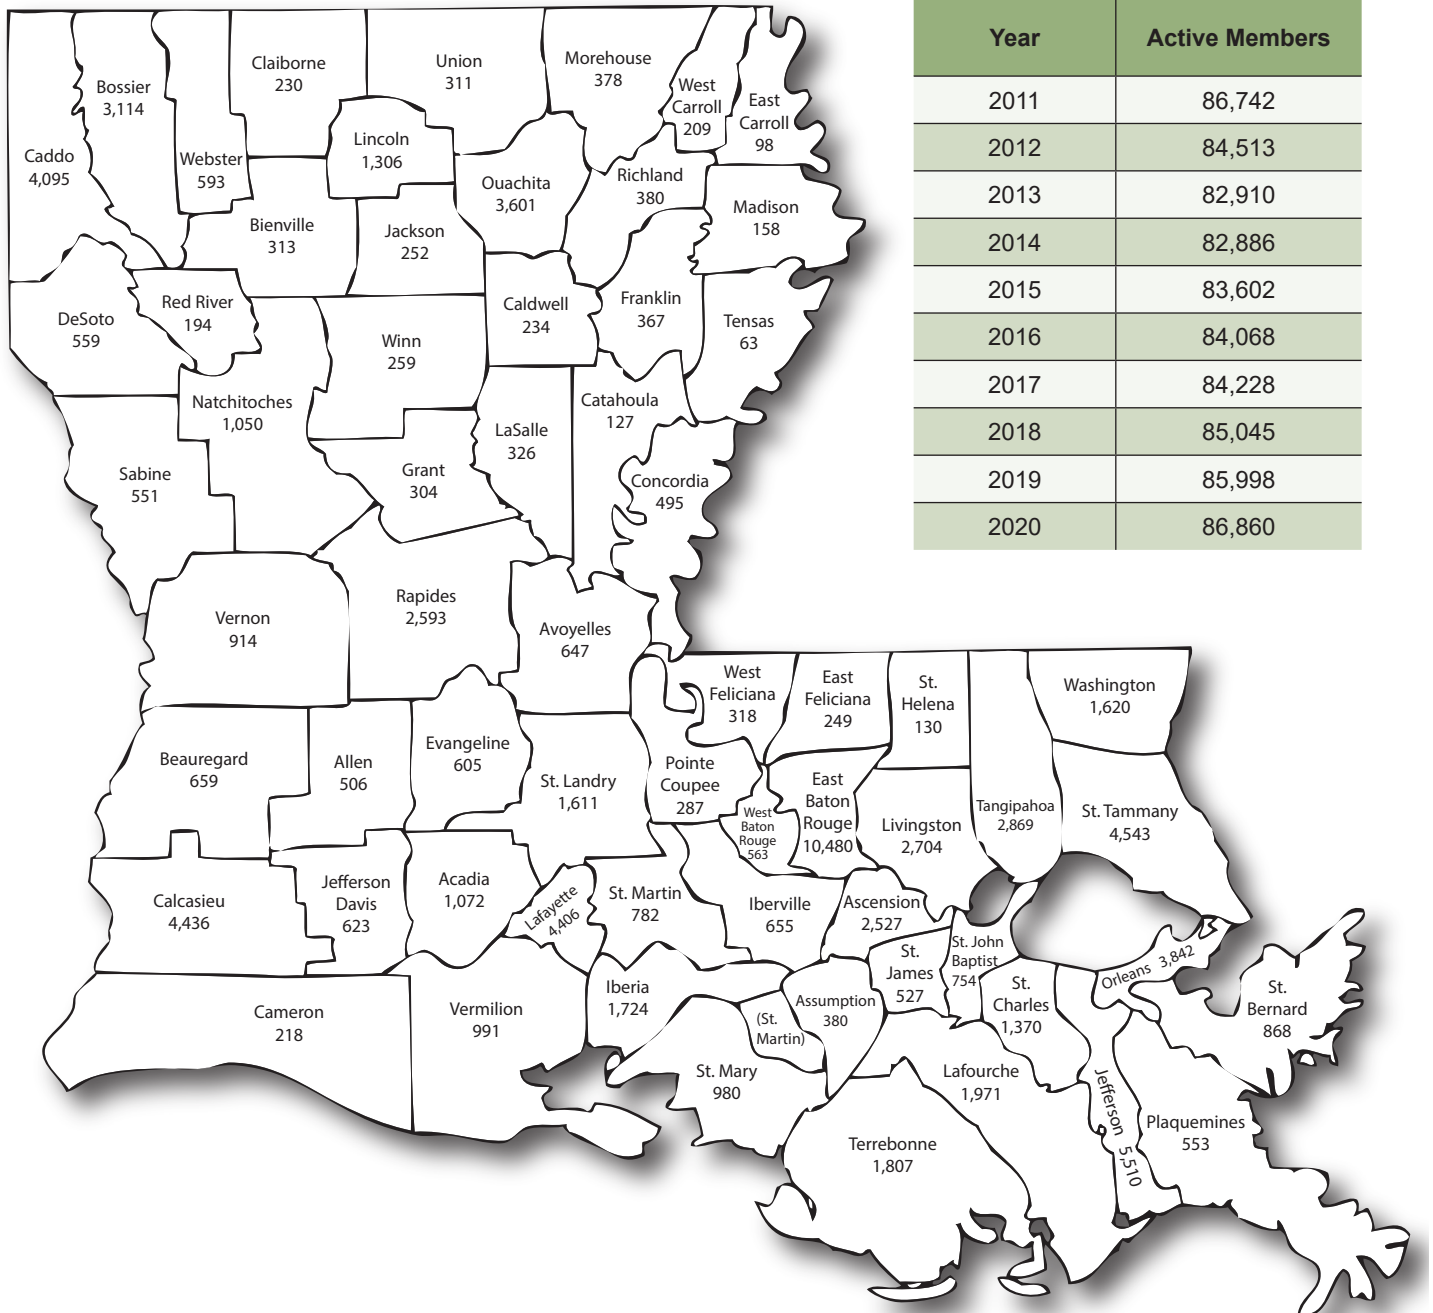 Year Active Members
2011 86,742
2012 84,513
2013 82,910
2014 82,886
2015 83,602
2016 84,068
2017 84,228
2018 85,045
2019 85,998
2020 86,860
Caddo
4,095
Bossier
3,114
Webster
593
Claiborne
230
Lincoln
1,306
Union
311
Morehouse
378
West
Carroll
209
East
Carroll
98
Ouachita
3,601
Richland
380
Madison
158
Bienville
313
Jackson
252
DeSoto
559
Red River
194
Winn
259
Caldwell
234
Franklin
367
Tensas
63
Natchitoches
1,050
Sabine
551
Grant
304
LaSalle
326
Catahoula
127
Concordia
495
Vernon
914
Rapides
2,593
Avoyelles
647
West
Feliciana
318
East
Feliciana
249
St.
Helena
130
Washington
1,620
Beauregard
659
Allen
506
Evangeline
605
St. Landry
1,611
Pointe
Coupee
287
West
Baton
Rouge
563
East
Baton
Rouge
10,480
Livingston
2,704
Tangipahoa
2,869
St. Tammany
4,543
Calcasieu
4,436
Jefferson
Davis
623
Acadia
1,072
Lafayette
4,406
St. Martin
782
Iberville
655
Ascension
2,527
St.
James
527
St. John
Baptist
754
St.
Charles
1,370
Orleans 3,842
St.
Bernard
868
Cameron
218
Vermilion
991
Iberia
1,724
(St.
Martin)
Assumption
380
St. Mary
980
Lafourche
1,971
Jefferson 5,510
Plaquemines
553
Terrebonne
1,807